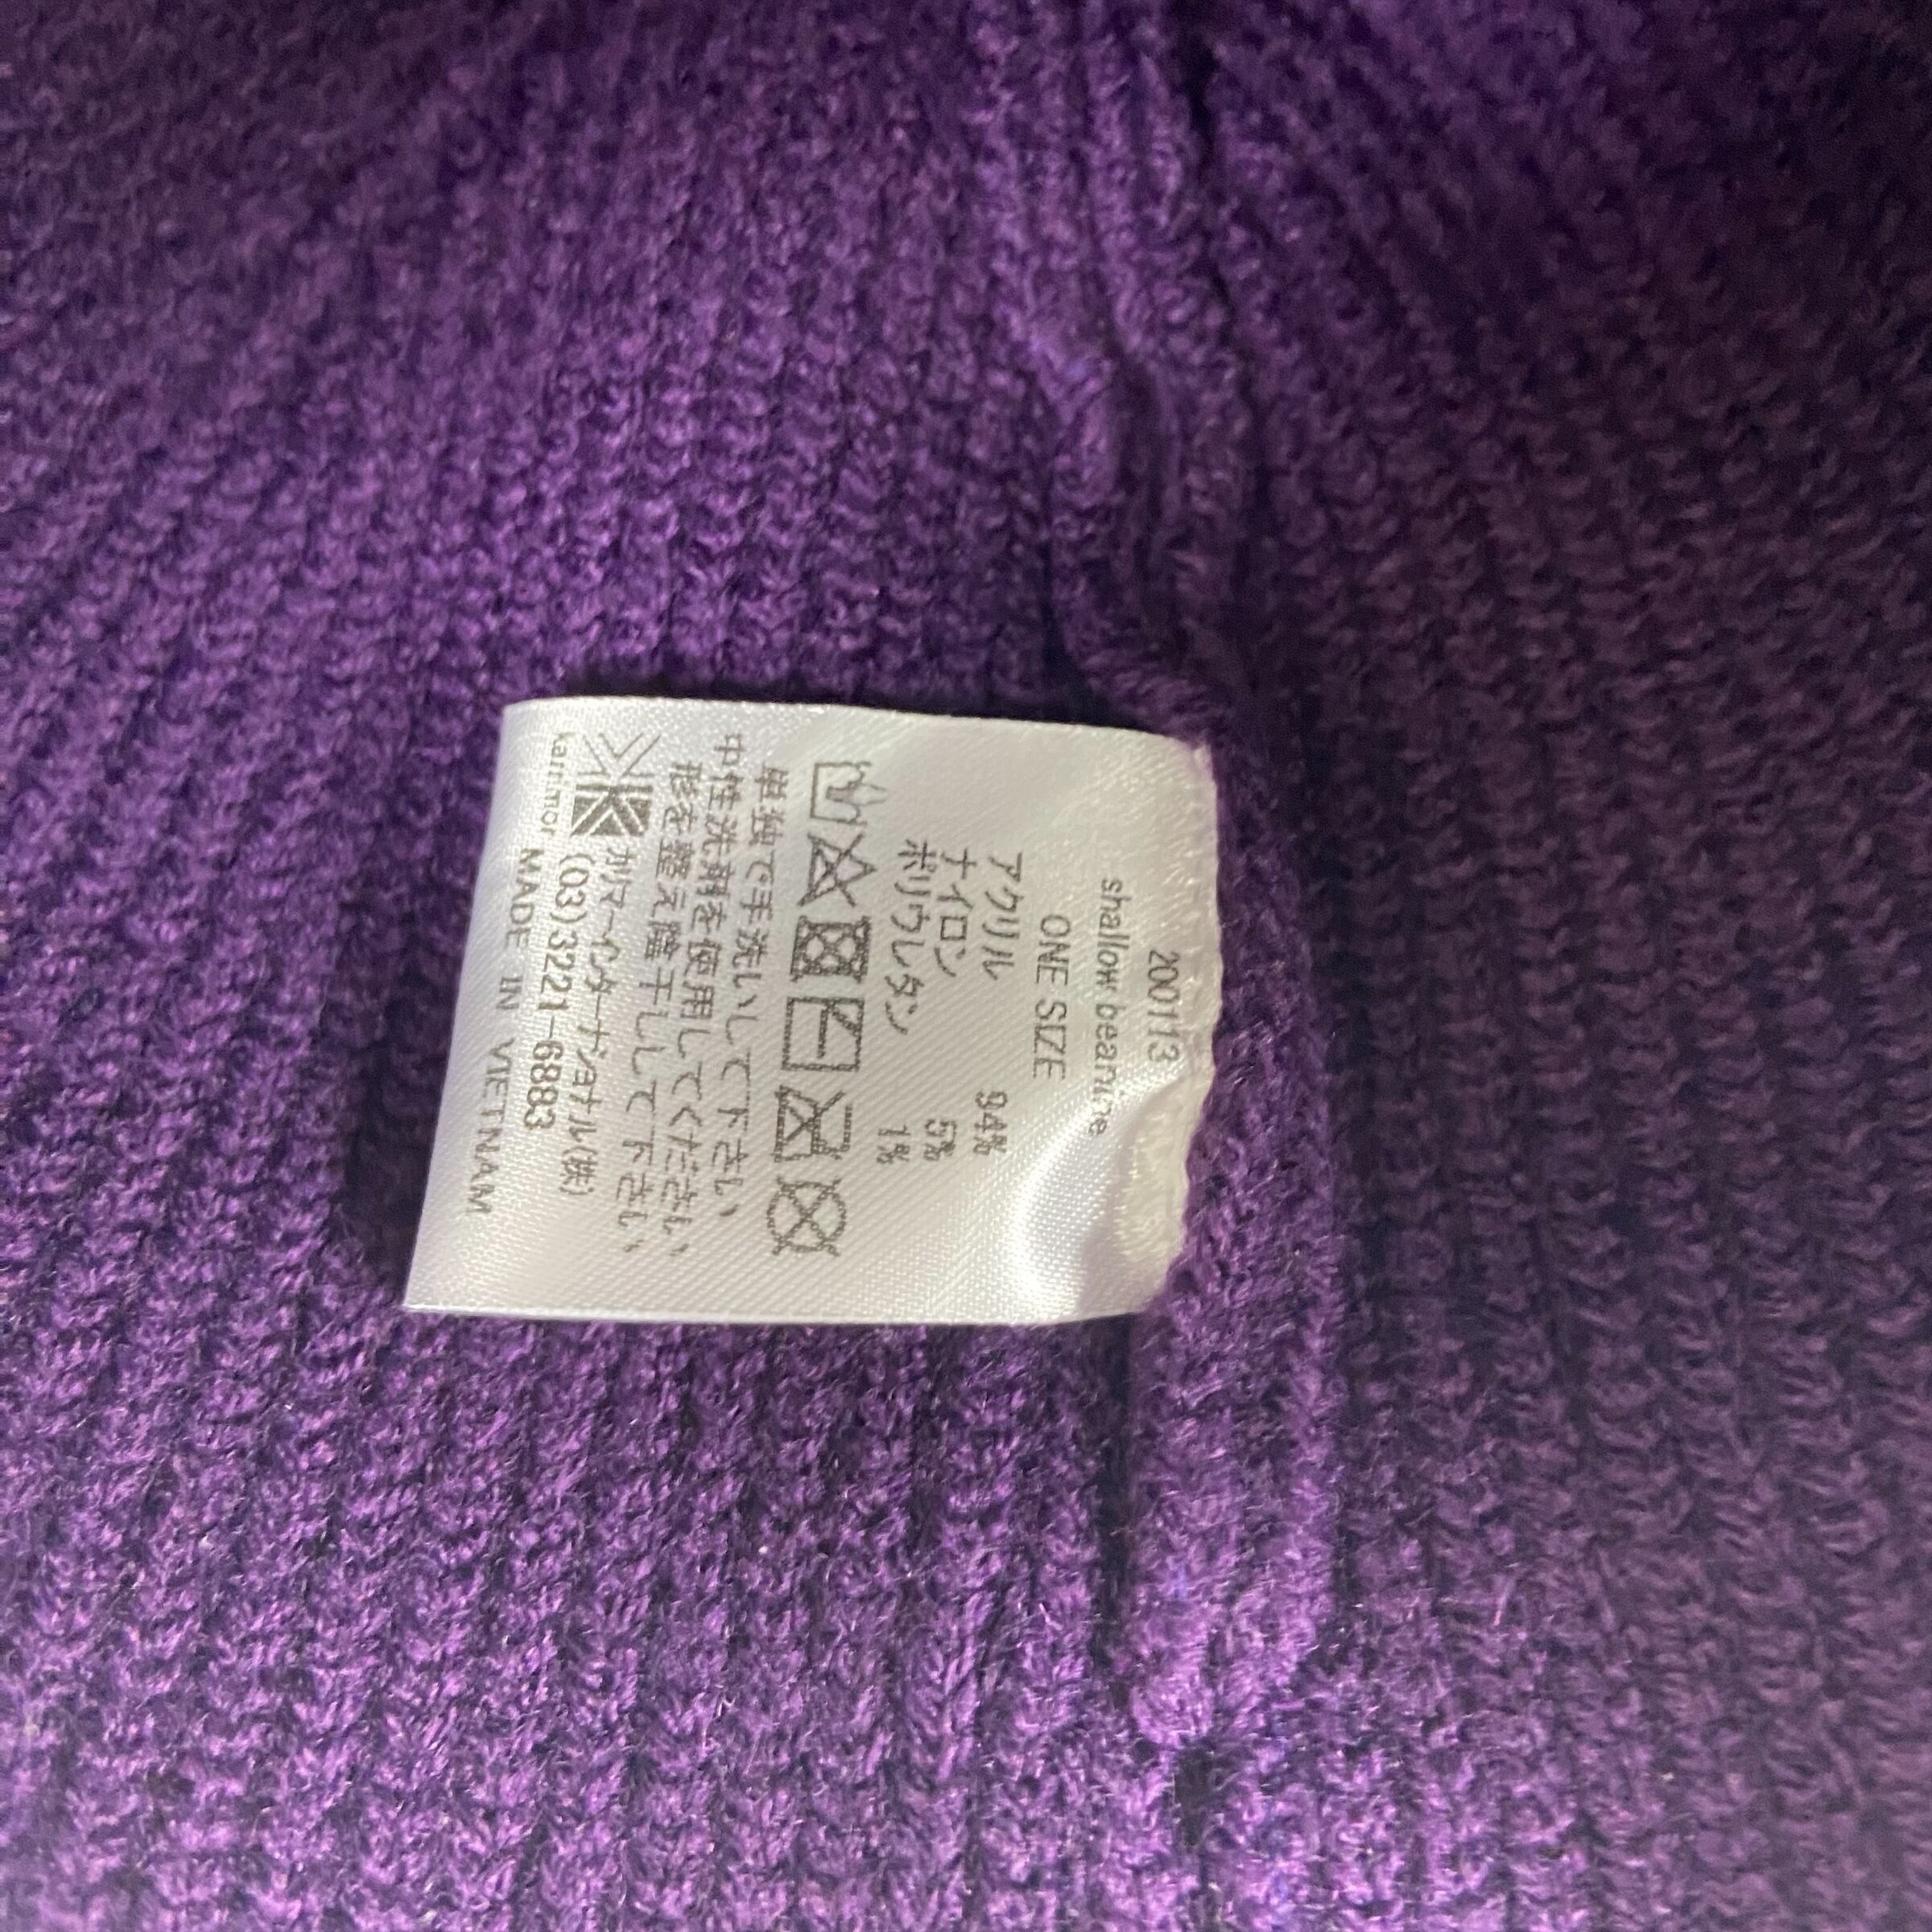 200113
shallow beanine
ONE SIZE
アクリル 94%
ナイロン 5%
ポリウレタン 1%
単独で手洗いして下さい
中性洗剤を使用してください
形を整え陰干しして下さい
karrimor
カリマーインターナショナル(株)
(03)3221-6883
MADE IN VIETNAM